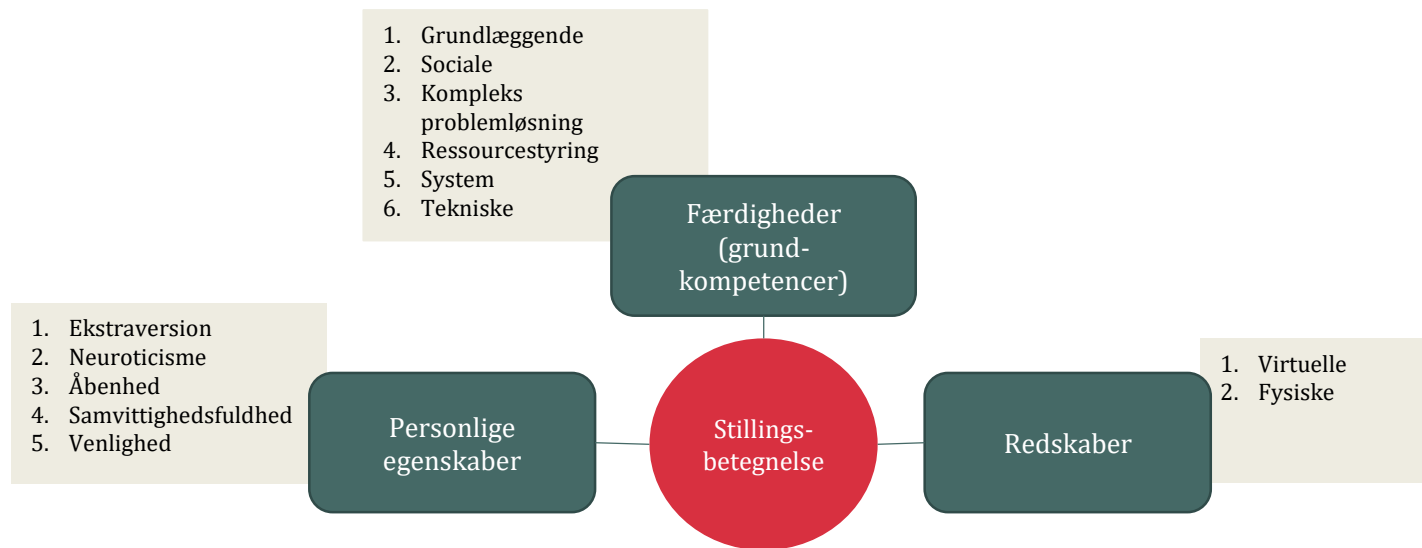 1. Grundlæggende
2. Sociale
3. Kompleks
problemløsning
4. Ressourcestyring
5. System
6. Tekniske
Færdigheder
(grund-
kompetencer)
1. Ekstraversion
2. Neuroticisme
3. Åbenhed
4. Samvittighedsfuldhed
5. Venlighed
Personlige
egenskaber
Stillings-
betegnelse
Redskaber
1. Virtuelle
2. Fysiske